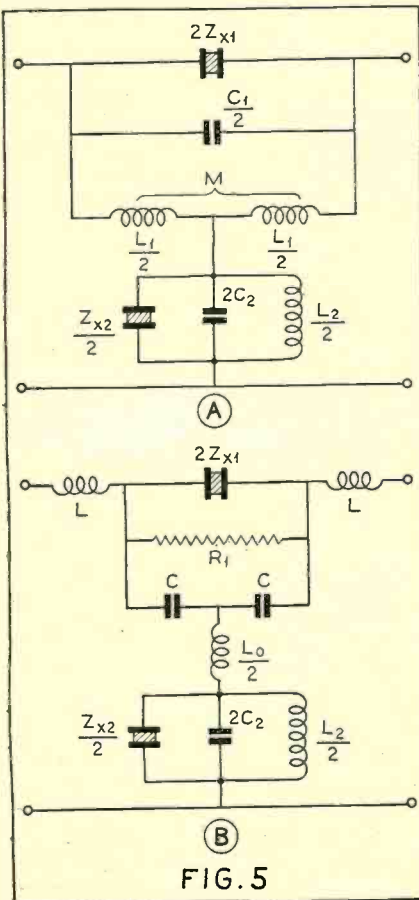 2Zx1
C1/2
M
L1/2 L1/2
Zx2/2 2C2 L2/2
A
2Zx1
L L
R1
C C
L0/2
Zx2/2 2C2 L2/2
B
FIG.5